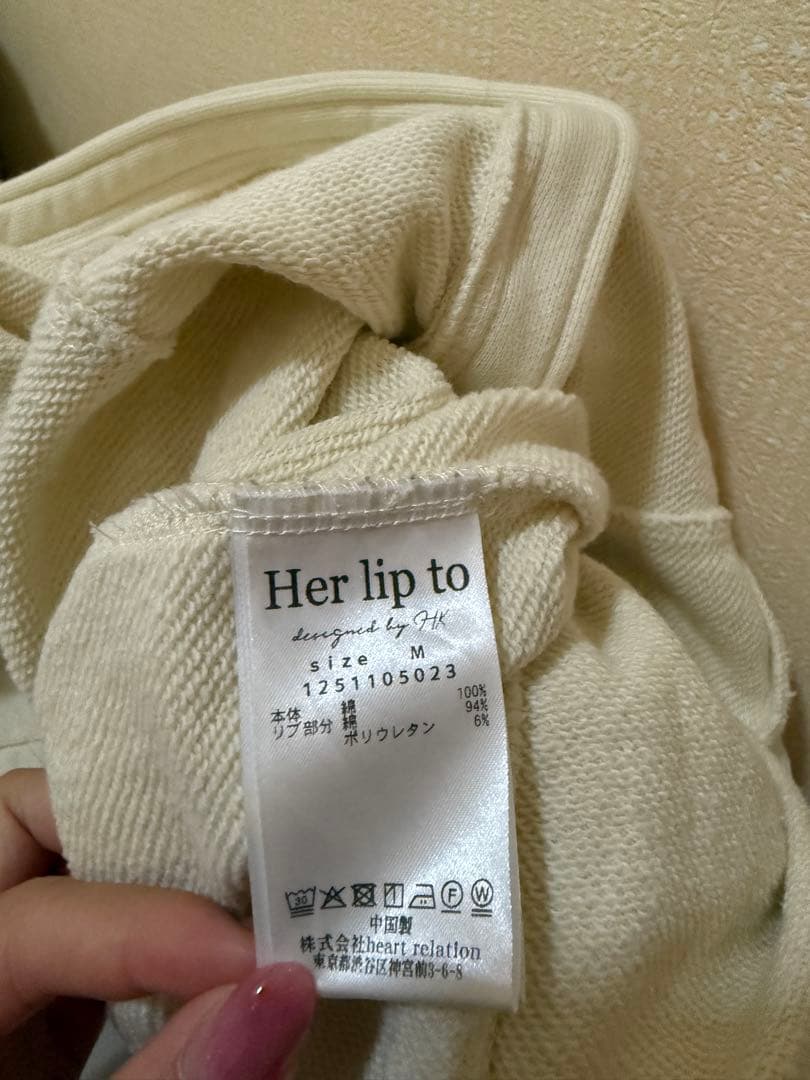 Her lip to
designed by HK
size M
1251105023
本体 綿 100%
リブ部分 綿 94%
ポリウレタン 6%
30 F W
中国製
株式会社heart relation
東京都渋谷区神宮前3-6-8